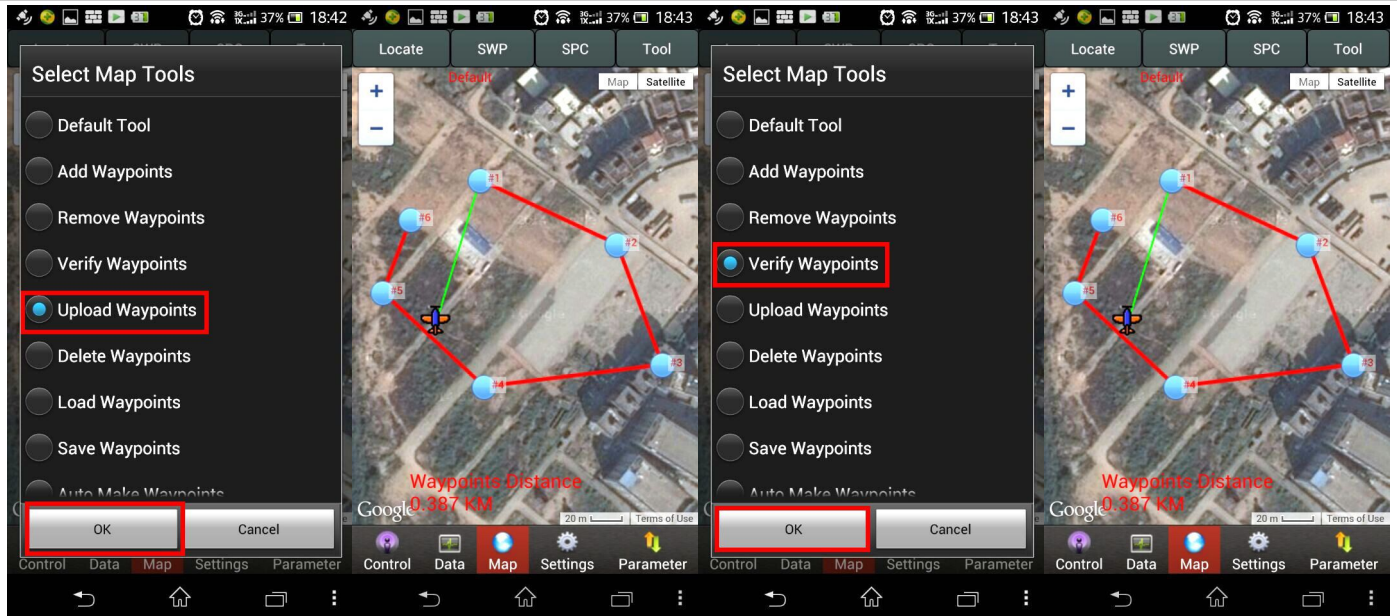 37% 18:42
Select Map Tools
Default Tool
Add Waypoints
Remove Waypoints
Verify Waypoints
Upload Waypoints
Delete Waypoints
Load Waypoints
Save Waypoints
Auto Make Waypoints
OK Cancel
Control Data Map Settings Parameter
37% 18:43
Locate SWP SPC Tool
Default
+
−
Map Satellite
#1
#6
#2
#5
#3
#4
Waypoints Distance
0.387 KM
Google
20 m Terms of Use
Control Data Map Settings Parameter
37% 18:43
Select Map Tools
Default Tool
Add Waypoints
Remove Waypoints
Verify Waypoints
Upload Waypoints
Delete Waypoints
Load Waypoints
Save Waypoints
Auto Make Waypoints
OK Cancel
Control Data Map Settings Parameter
37% 18:43
Locate SWP SPC Tool
Default
+
−
Map Satellite
#1
#6
#2
#5
#3
#4
Waypoints Distance
0.387 KM
Google
20 m Terms of Use
Control Data Map Settings Parameter